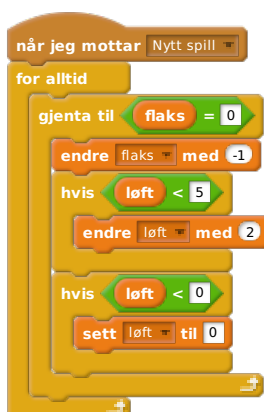 når jeg mottar Nytt spill
for alltid
gjenta til flaks = 0
endre flaks med -1
hvis løft < 5
endre løft med 2
hvis løft < 0
sett løft til 0